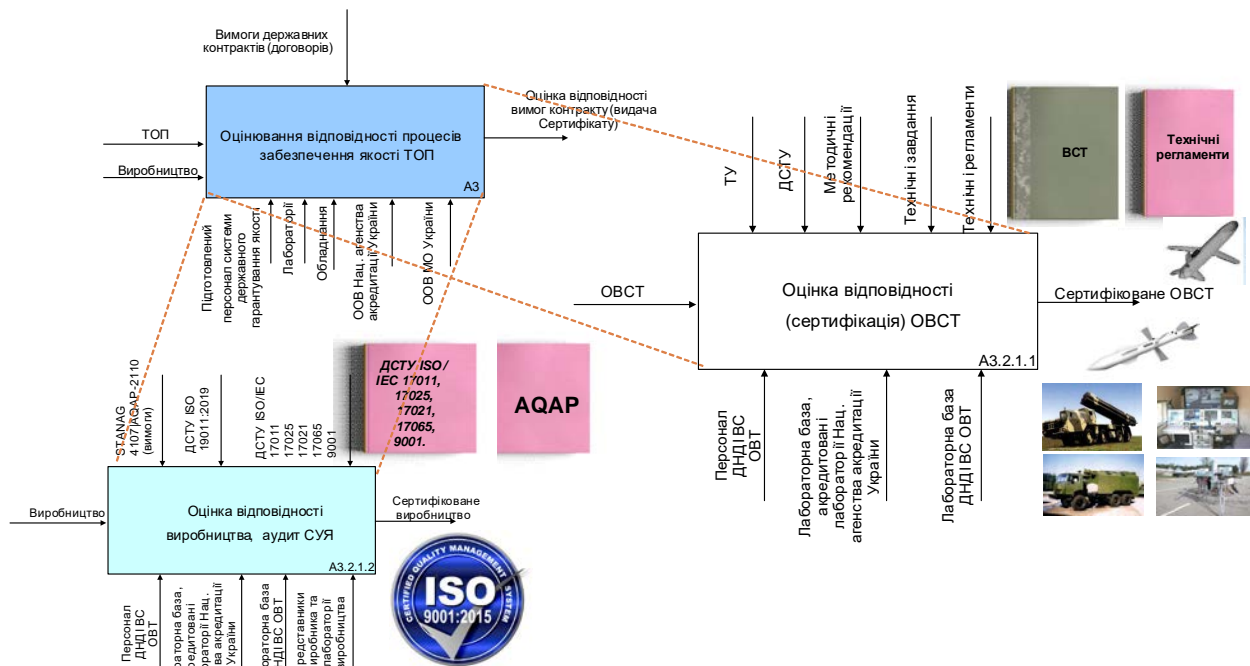 Вимоги державних
контрактів (договорів)
Оцінювання відповідності процесів
забезпечення якості ТОП
А3
ТОП
Виробництво
Оцінка відповідності
вимог контракту (видача
Сертифікату)
Підготовлений
персонал системи
державного
гарантування якості
Лабораторії
Обладнання
ООВ Нац. агенства
акредитації України
ООВ МО України
ТУ
ДСТУ
Методичні
рекомендації
Технічні завдання
Технічні регламенти
ВСТ
Технічні
регламенти
ОВСТ
Оцінка відповідності
(сертифікація) ОВСТ
А3.2.1.1
Сертифіковане ОВСТ
Персонал
ДНДІ ВС
ОВТ
Лабораторна база,
акредитовані
лабораторії Нац.
агенства акредитації
України
Лабораторна база
ДНДІ ВС ОВТ
STANAG
4107|AQAP-2110
(вимоги)
ДСТУ ISO
19011:2019
ДСТУ ISO/IEC
17011
17025
17021
17065
9001
ДСТУ ISO/
IEC 17011,
17025,
17021,
17065,
9001.
AQAP
Виробництво
Оцінка відповідності
виробництва, аудит СУЯ
А3.2.1.2
Сертифіковане
виробництво
CERTIFIED QUALITY MANAGEMENT SYSTEM
ISO
9001:2015
Персонал
ДНДІ ВС
ОВТ
України